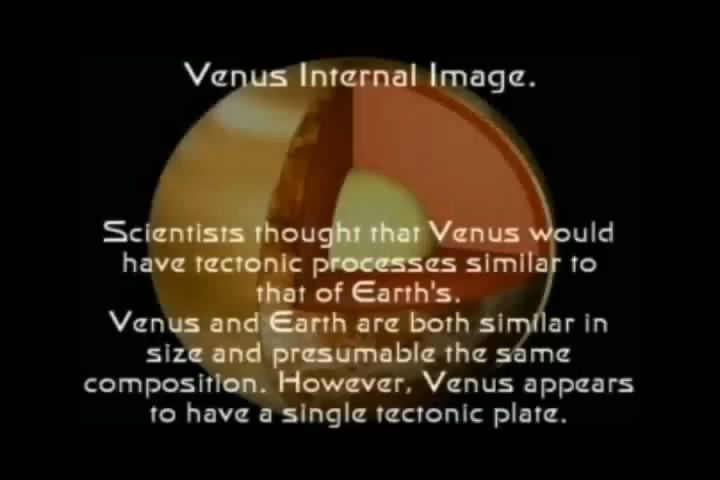 Venus Internal Image.
Scientists thought that Venus would
have tectonic processes similar to
that of Earth's.
Venus and Earth are both similar in
size and presumable the same
composition. However, Venus appears
to have a single tectonic plate.